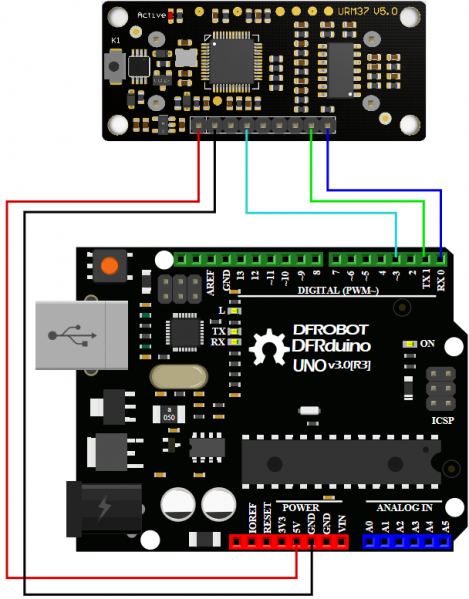 Active URM37 V5.0
K1
AREF
GND
13
12
~11
~10
~9
8
7
~6
~5
4
~3
2
TX 1
RX 0
DIGITAL (PWM~)
L
TX
RX
DFROBOT
DFRduino
UNO v3.0[R3]
ON
ICSP
a
050
POWER
ANALOG IN
IOREF
RESET
3V3
5V
GND
GND
VIN
A0
A1
A2
A3
A4
A5